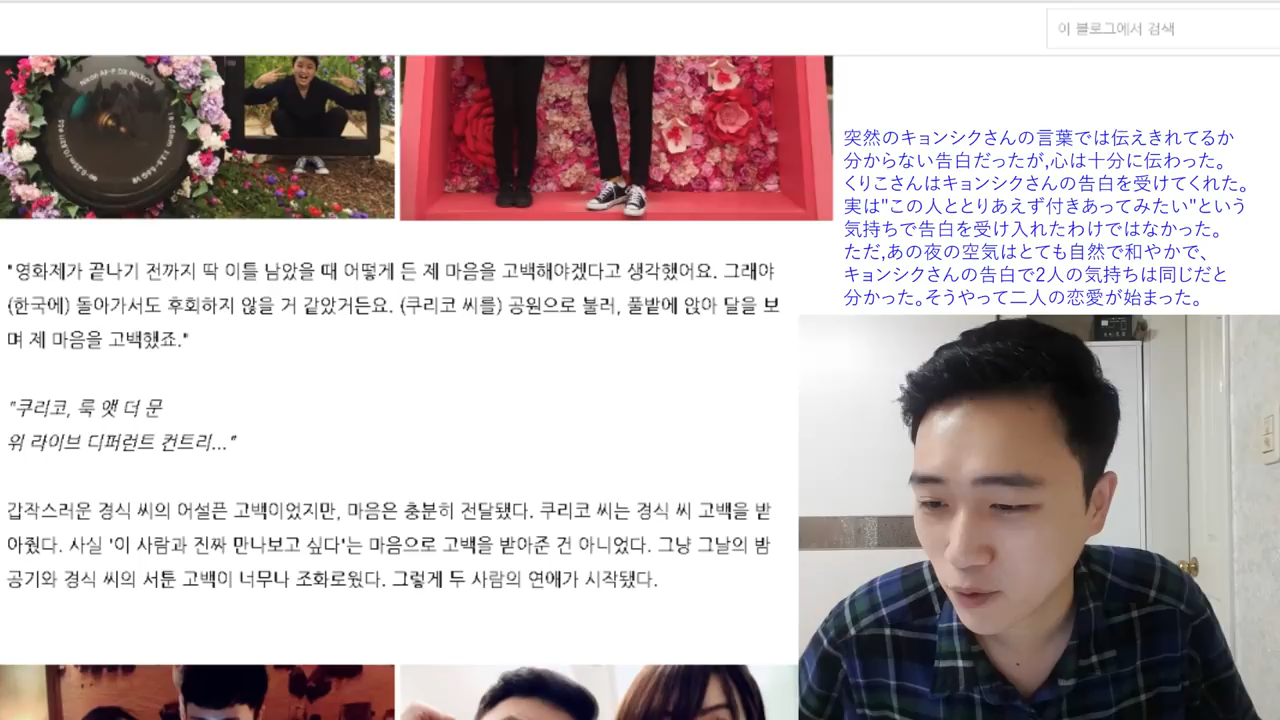 이 블로그에서 검색
突然のキョンシクさんの言葉では伝えきれてるか
分からない告白だったが,心は十分に伝わった。
くりこさんはキョンシクさんの告白を受けてくれた。
実は"この人ととりあえず付きあってみたい"という
気持ちで告白を受け入れたわけではなかった。
ただ,あの夜の空気はとても自然で和やかで、
キョンシクさんの告白で2人の気持ちは同じだと
分かった。そうやって二人の恋愛が始まった。
"영화제가 끝나기 전까지 딱 이틀 남았을 때 어떻게 든 제 마음을 고백해야겠다고 생각했어요. 그래야
(한국에) 돌아가서도 후회하지 않을 거 같았거든요. (쿠리코 씨를) 공원으로 불러, 풀밭에 앉아 달을 보
며 제 마음을 고백했죠."
"쿠리코, 룩 앳 더 문
위 라이브 디퍼런트 컨트리..."
갑작스러운 경식 씨의 어설픈 고백이었지만, 마음은 충분히 전달됐다. 쿠리코 씨는 경식 씨 고백을 받
아줬다. 사실 '이 사람과 진짜 만나보고 싶다'는 마음으로 고백을 받아준 건 아니었다. 그냥 그날의 밤
공기와 경식 씨의 서툰 고백이 너무나 조화로웠다. 그렇게 두 사람의 연애가 시작됐다.